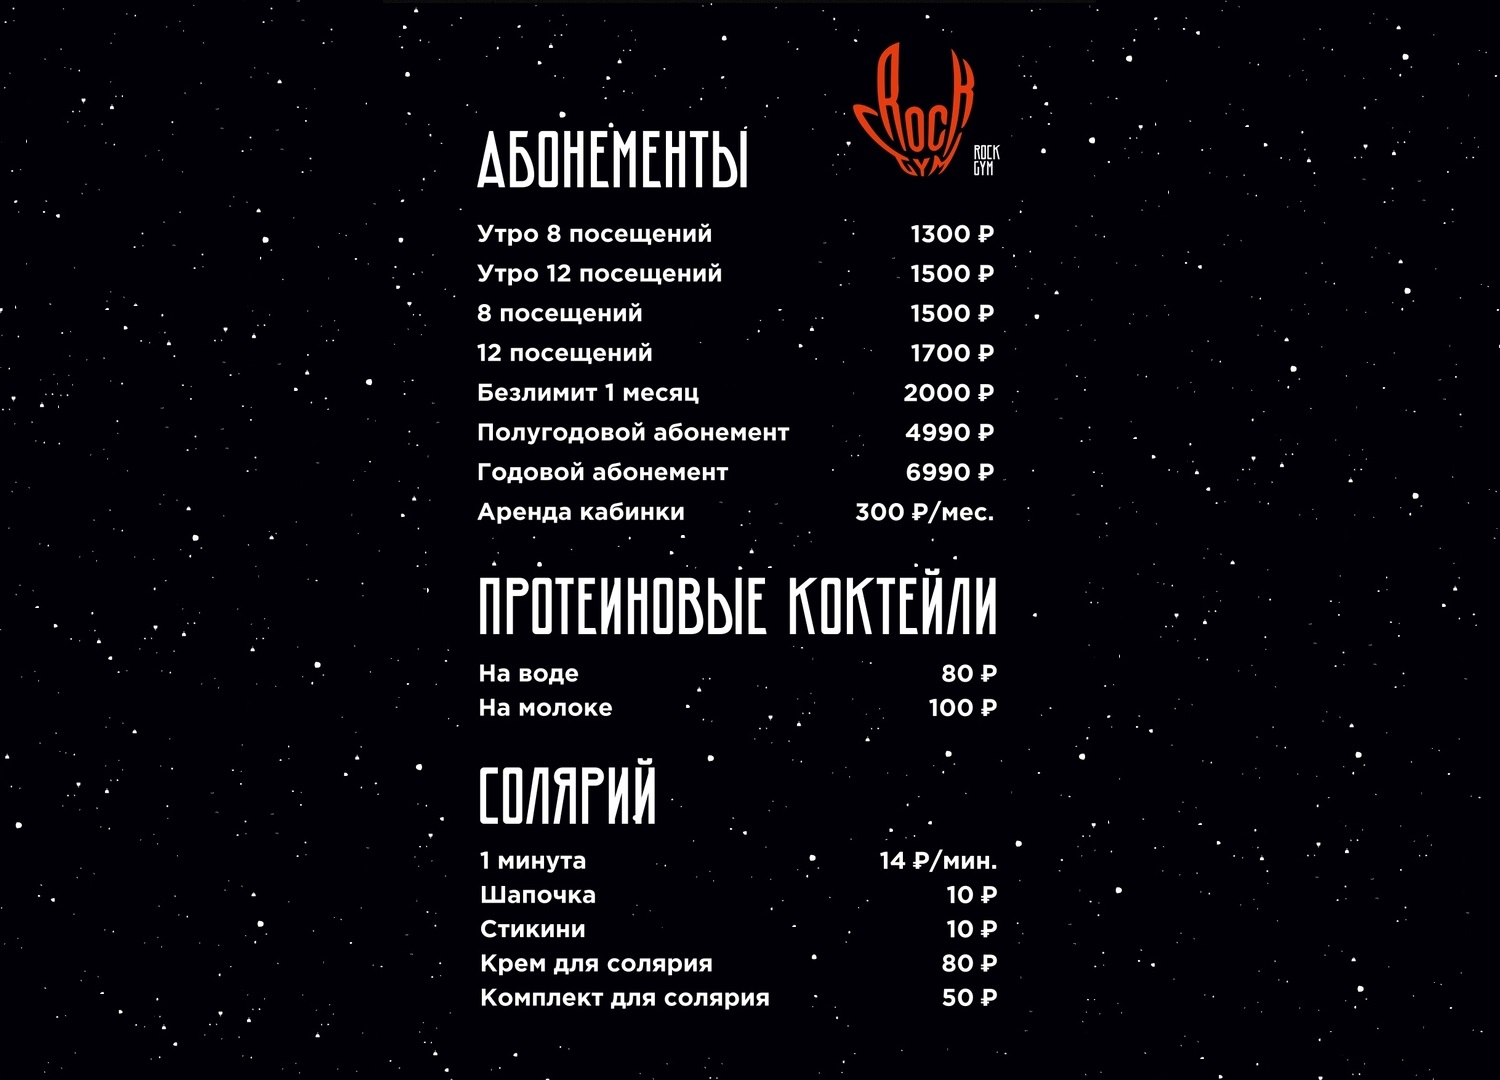 ROCK
GYM
ROCK
GYM
АБОНЕМЕНТЫ
Утро 8 посещений 1300 ₽
Утро 12 посещений 1500 ₽
8 посещений 1500 ₽
12 посещений 1700 ₽
Безлимит 1 месяц 2000 ₽
Полугодовой абонемент 4990 ₽
Годовой абонемент 6990 ₽
Аренда кабинки 300 ₽/мес.
ПРОТЕИНОВЫЕ КОКТЕЙЛИ
На воде 80 ₽
На молоке 100 ₽
СОЛЯРИЙ
1 минута 14 ₽/мин.
Шапочка 10 ₽
Стикини 10 ₽
Крем для солярия 80 ₽
Комплект для солярия 50 ₽